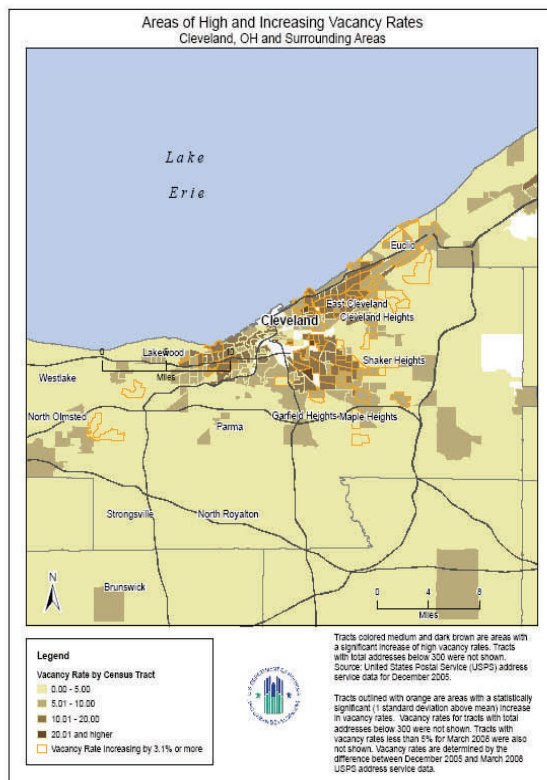 Areas of High and Increasing Vacancy Rates
Cleveland, OH and Surrounding Areas
Lake
Erie
Euclid
East Cleveland
Cleveland Heights
Cleveland
Lakewood
0
10
Miles
Shaker Heights
Westlake
North Olmsted
Garfield Heights
Maple Heights
Parma
Strongsville
North Royalton
Brunswick
N
0 4 8
Miles
Legend
Vacancy Rate by Census Tract
0.00 - 5.00
5.01 - 10.00
10.01 - 20.00
20.01 and higher
Vacancy Rate Increasing by 3.1% or more
Tracts colored medium and dark brown are areas with
a significant increase of high vacancy rates. Tracts
with total addresses below 300 were not shown.
Source: United States Postal Service (USPS) address
service data for December 2005.
Tracts outlined with orange are areas with a statistically
significant (1 standard deviation above mean) increase
in vacancy rates. Vacancy rates for tracts with total
addresses below 300 were not shown. Tracts with
vacancy rates less than 5% for March 2008 were also
not shown. Vacancy rates are determined by the
difference between December 2005 and March 2008
USPS address service data.